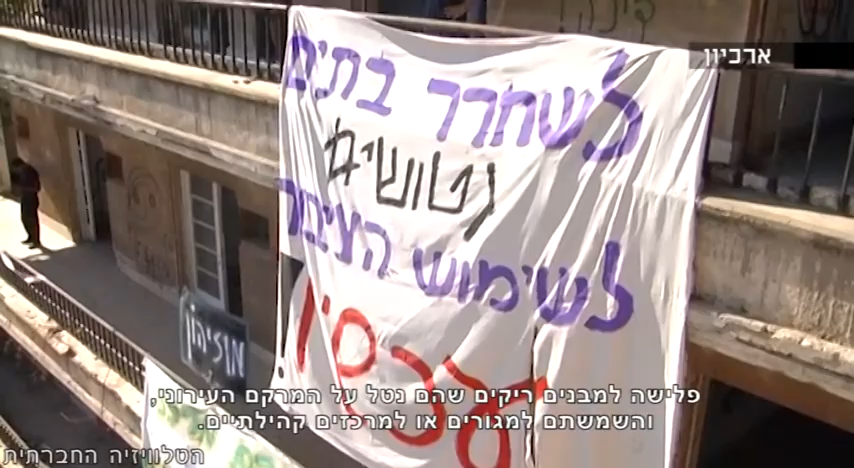 ארכיון
לשחרר בתים
נטושים
לשימוש הציבור
עכשיו
פלישה למבנים ריקים שהם נטל על המרקם העירוני,
והשמשתם למגורים או למרכזים קהילתיים.
הטלוויזיה החברתית